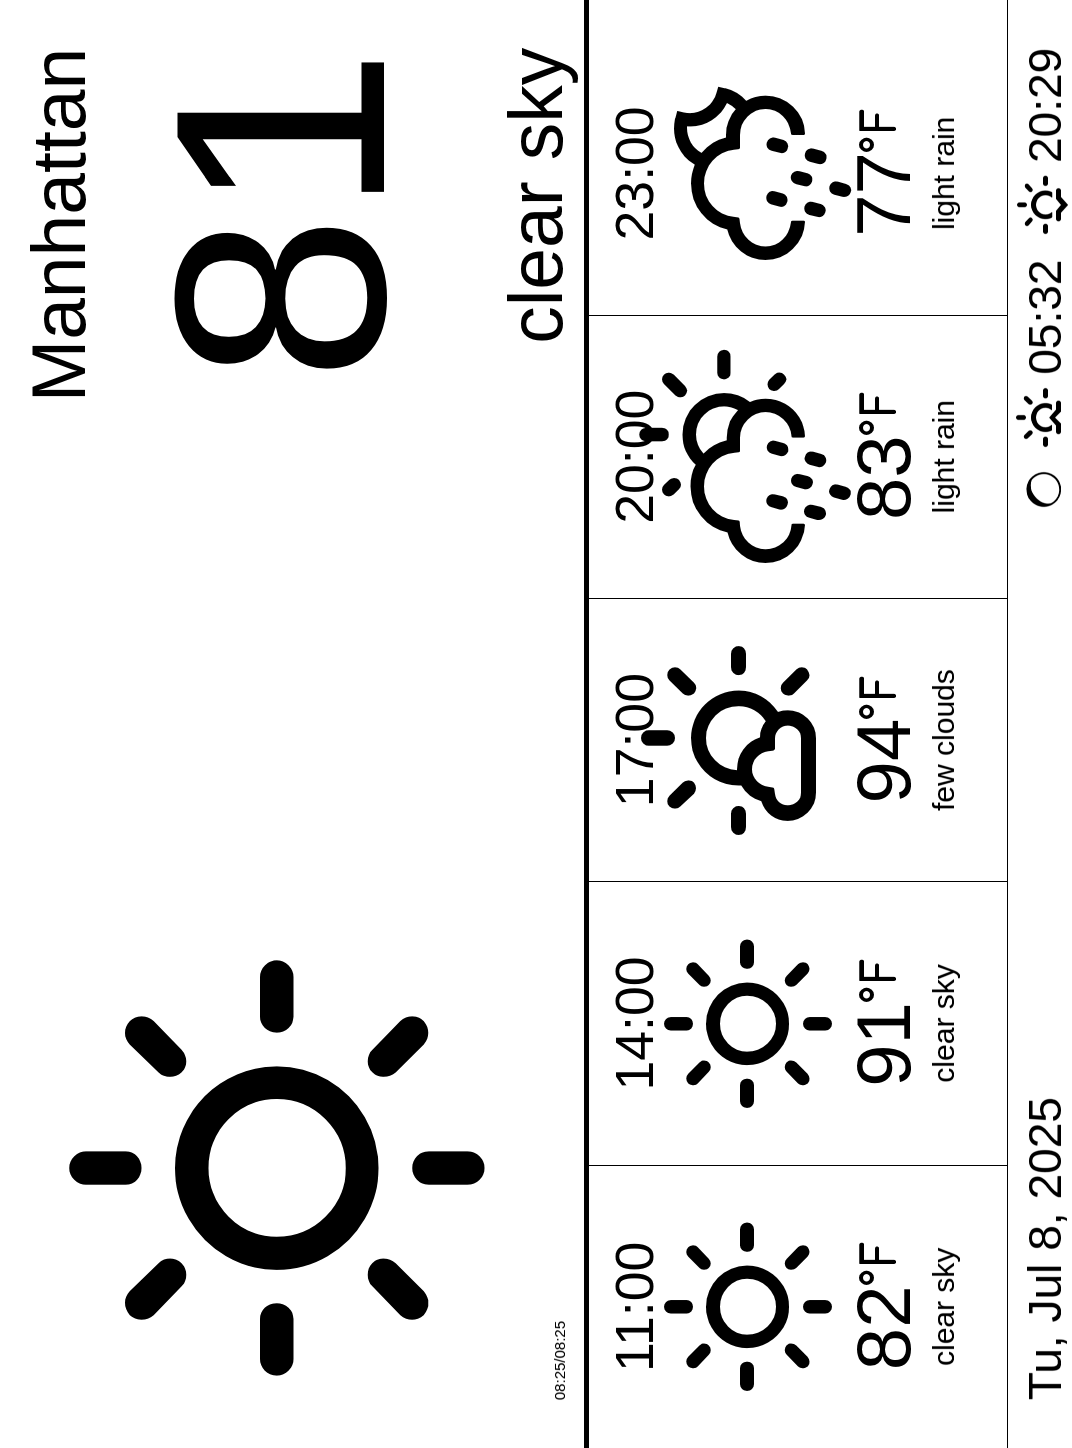 Manhattan
81
clear sky
08:25/08:25
11:00
82°F
clear sky
14:00
91°F
clear sky
17:00
94°F
few clouds
20:00
83°F
light rain
23:00
77°F
light rain
Tu, Jul 8, 2025
05:32
20:29